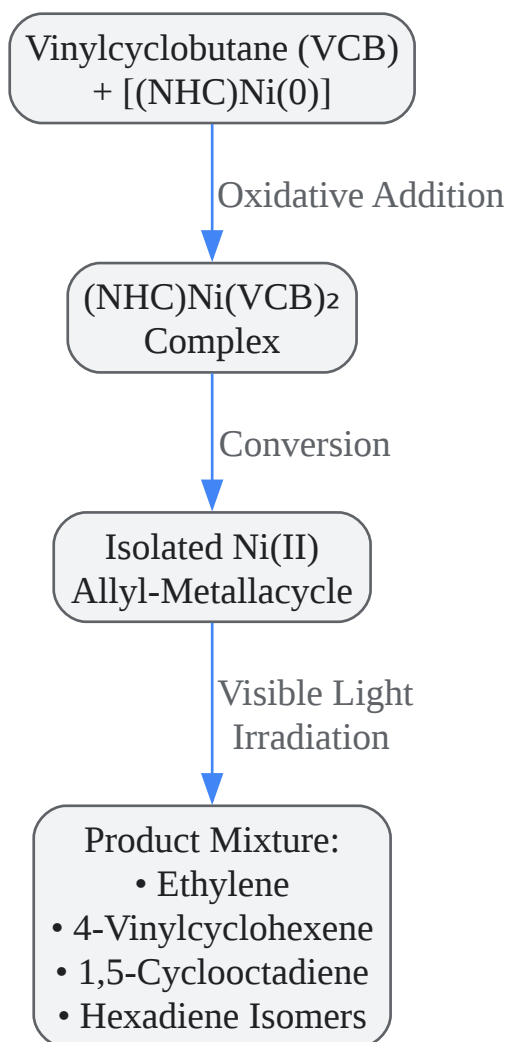 Vinylcyclobutane (VCB)
+ [(NHC)Ni(0)]
Oxidative Addition
(NHC)Ni(VCB)₂
Complex
Conversion
Isolated Ni(II)
Allyl-Metallacycle
Visible Light
Irradiation
Product Mixture:
• Ethylene
• 4-Vinylcyclohexene
• 1,5-Cyclooctadiene
• Hexadiene Isomers